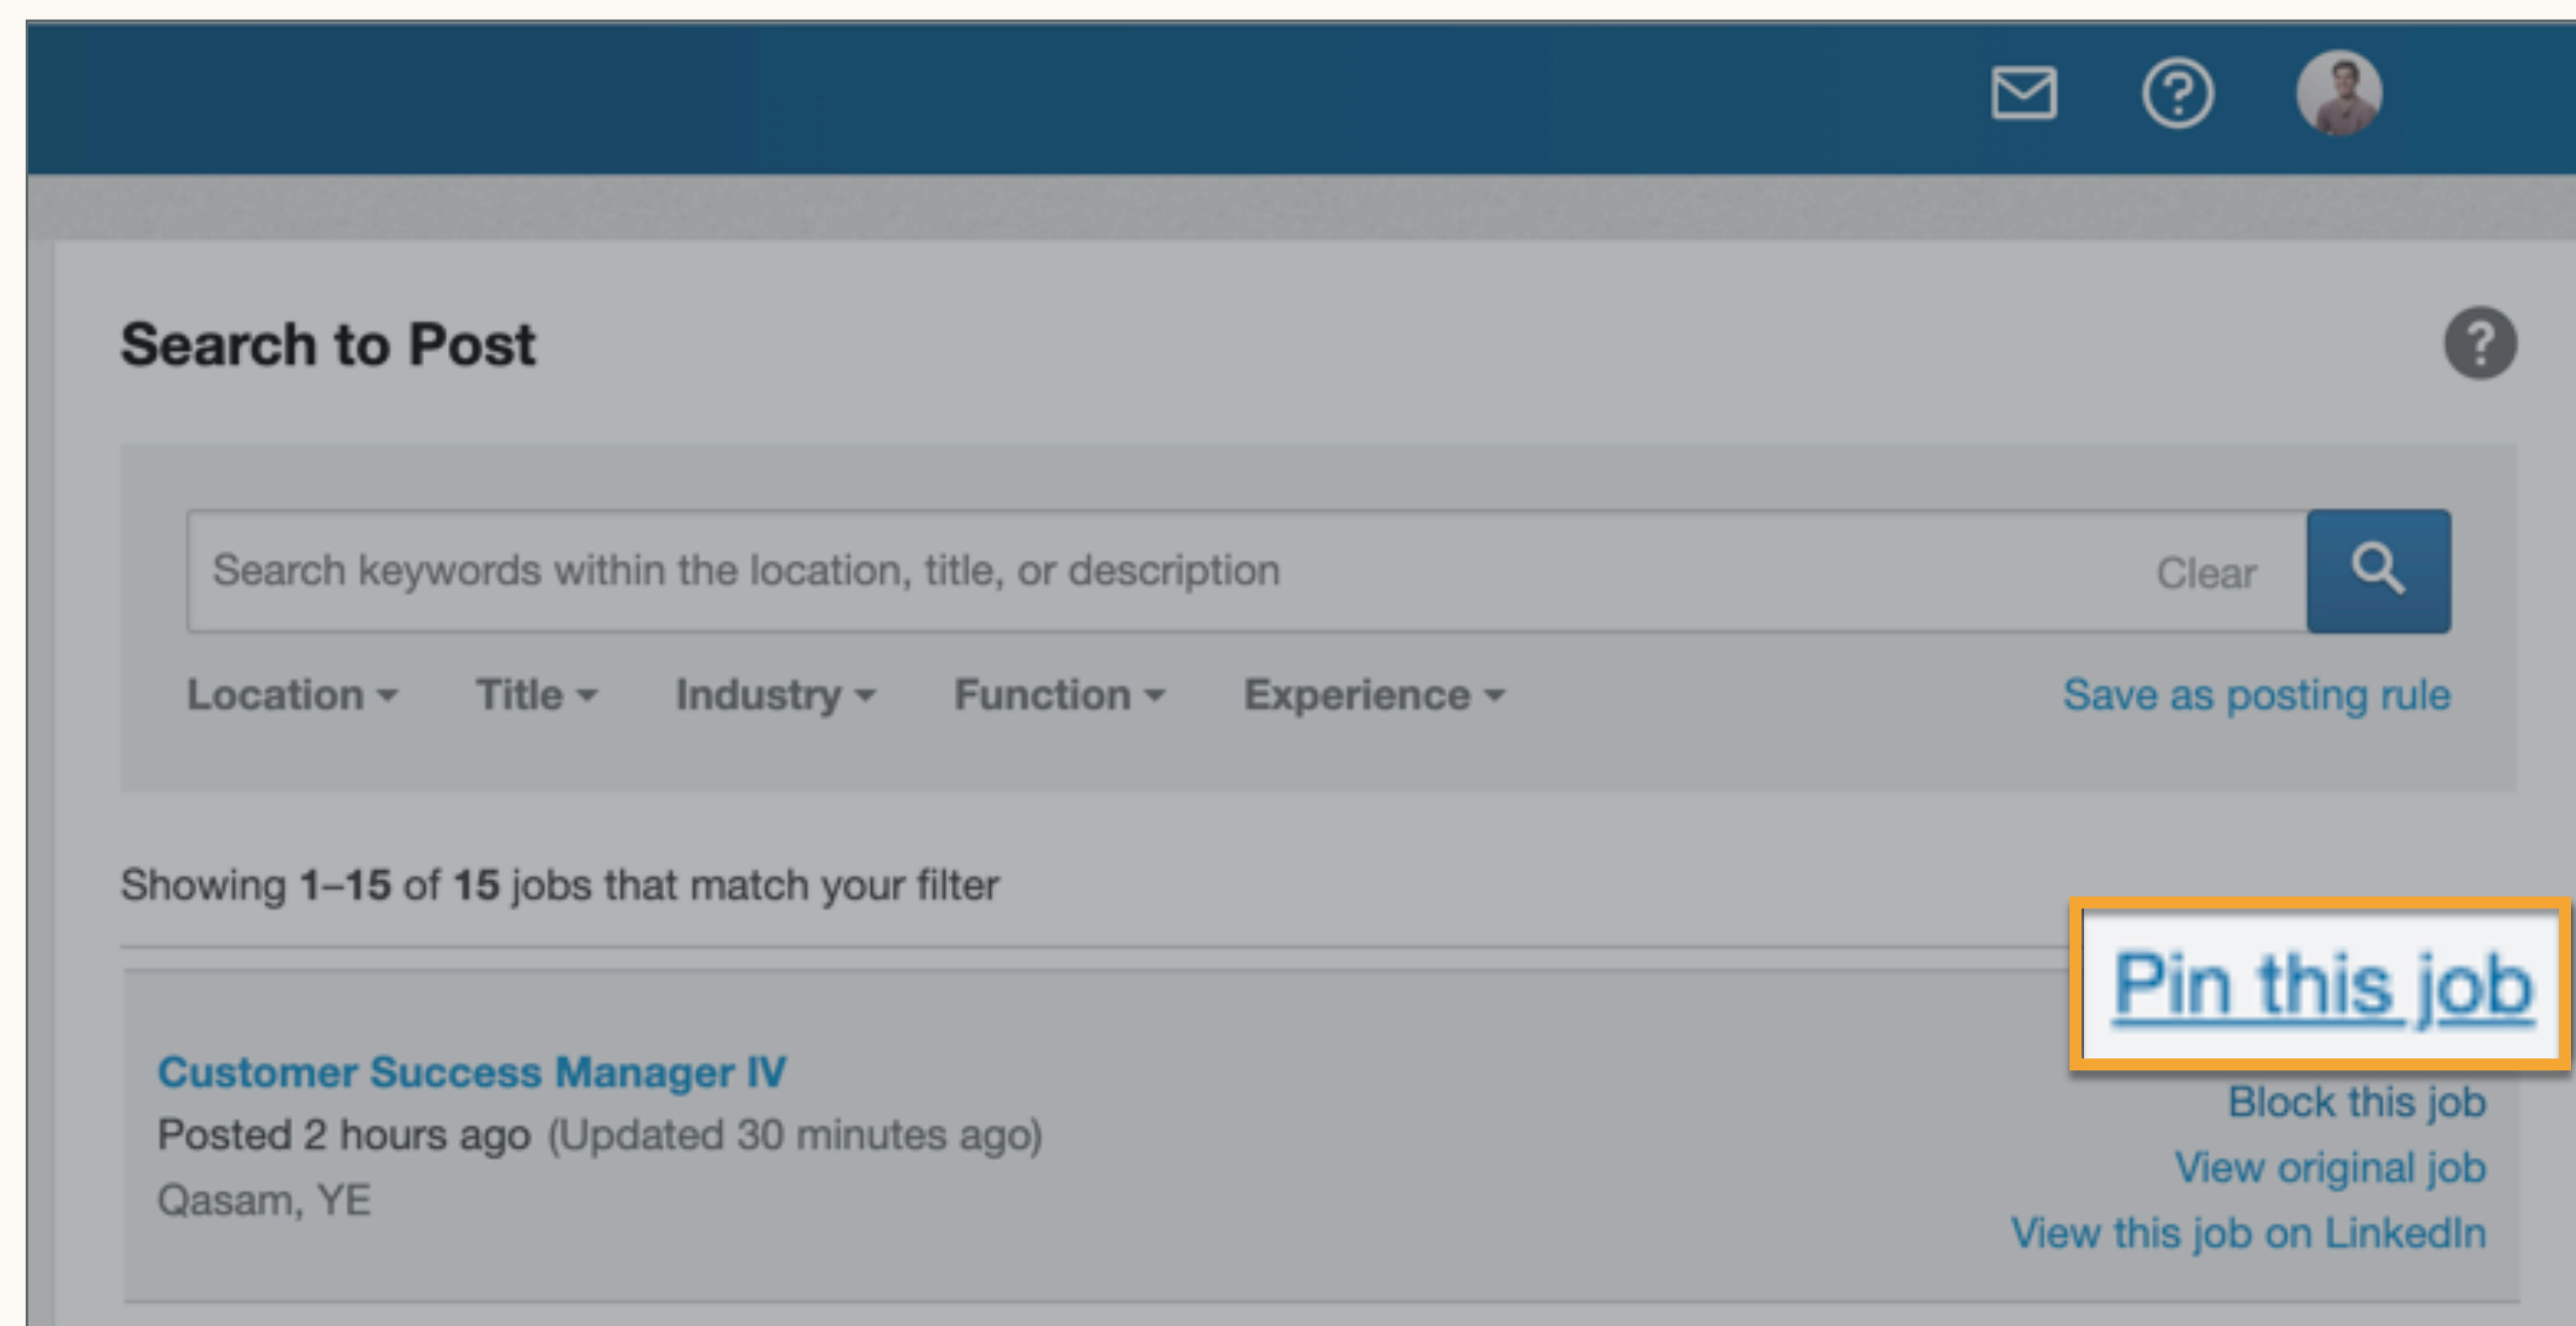 Search to Post
Search keywords within the location, title, or description Clear
Location Title Industry Function Experience Save as posting rule
Showing 1–15 of 15 jobs that match your filter
Pin this job
Customer Success Manager IV
Block this job
Posted 2 hours ago (Updated 30 minutes ago)
View original job
Qasam, YE
View this job on LinkedIn